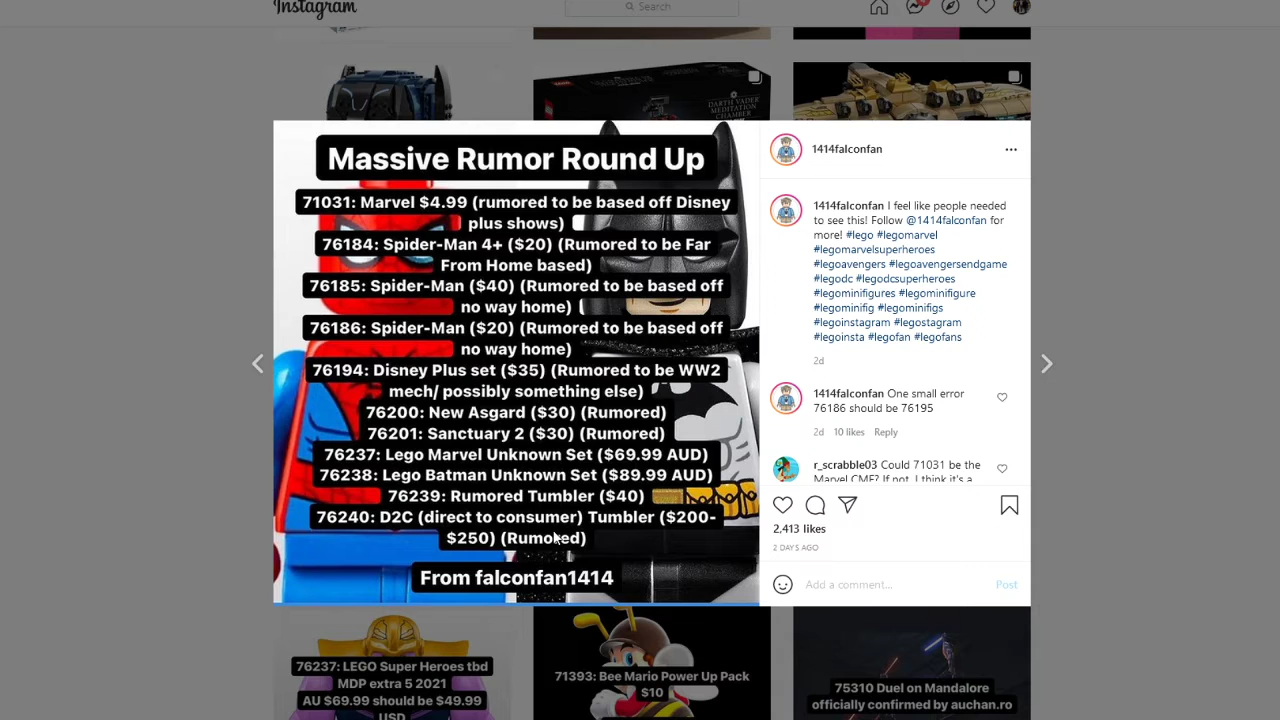 Instagram
Search
DARTH VADER
MEDITATION
CHAMBER
Massive Rumor Round Up
71031: Marvel $4.99 (rumored to be based off Disney
plus shows)
76184: Spider-Man 4+ ($20) (Rumored to be Far
From Home based)
76185: Spider-Man ($40) (Rumored to be based off
no way home)
76186: Spider-Man ($20) (Rumored to be based off
no way home)
76194: Disney Plus set ($35) (Rumored to be WW2
mech/ possibly something else)
76200: New Asgard ($30) (Rumored)
76201: Sanctuary 2 ($30) (Rumored)
76237: Lego Marvel Unknown Set ($69.99 AUD)
76238: Lego Batman Unknown Set ($89.99 AUD)
76239: Rumored Tumbler ($40)
76240: D2C (direct to consumer) Tumbler ($200-
$250) (Rumored)
From falconfan1414
1414falconfan
1414falconfan I feel like people needed
to see this! Follow @1414falconfan for
more! #lego #legomarvel
#legomarvelsuperheroes
#legoavengers #legoavengersendgame
#legodc #legodcsuperheroes
#legominifigures #legominifigure
#legominifig #legominifigs
#legoinstagram #legostagram
#legoinsta #legofan #legofans
2d
1414falconfan One small error
76186 should be 76195
2d 10 likes Reply
r_scrabble03 Could 71031 be the
Marvel CMF? If not, I think it's a
2,413 likes
2 DAYS AGO
Add a comment...
Post
76237: LEGO Super Heroes tbd
MDP extra 5 2021
AU $69.99 should be $49.99
USD
71393: Bee Mario Power Up Pack
$10
75310 Duel on Mandalore
officially confirmed by auchan.ro